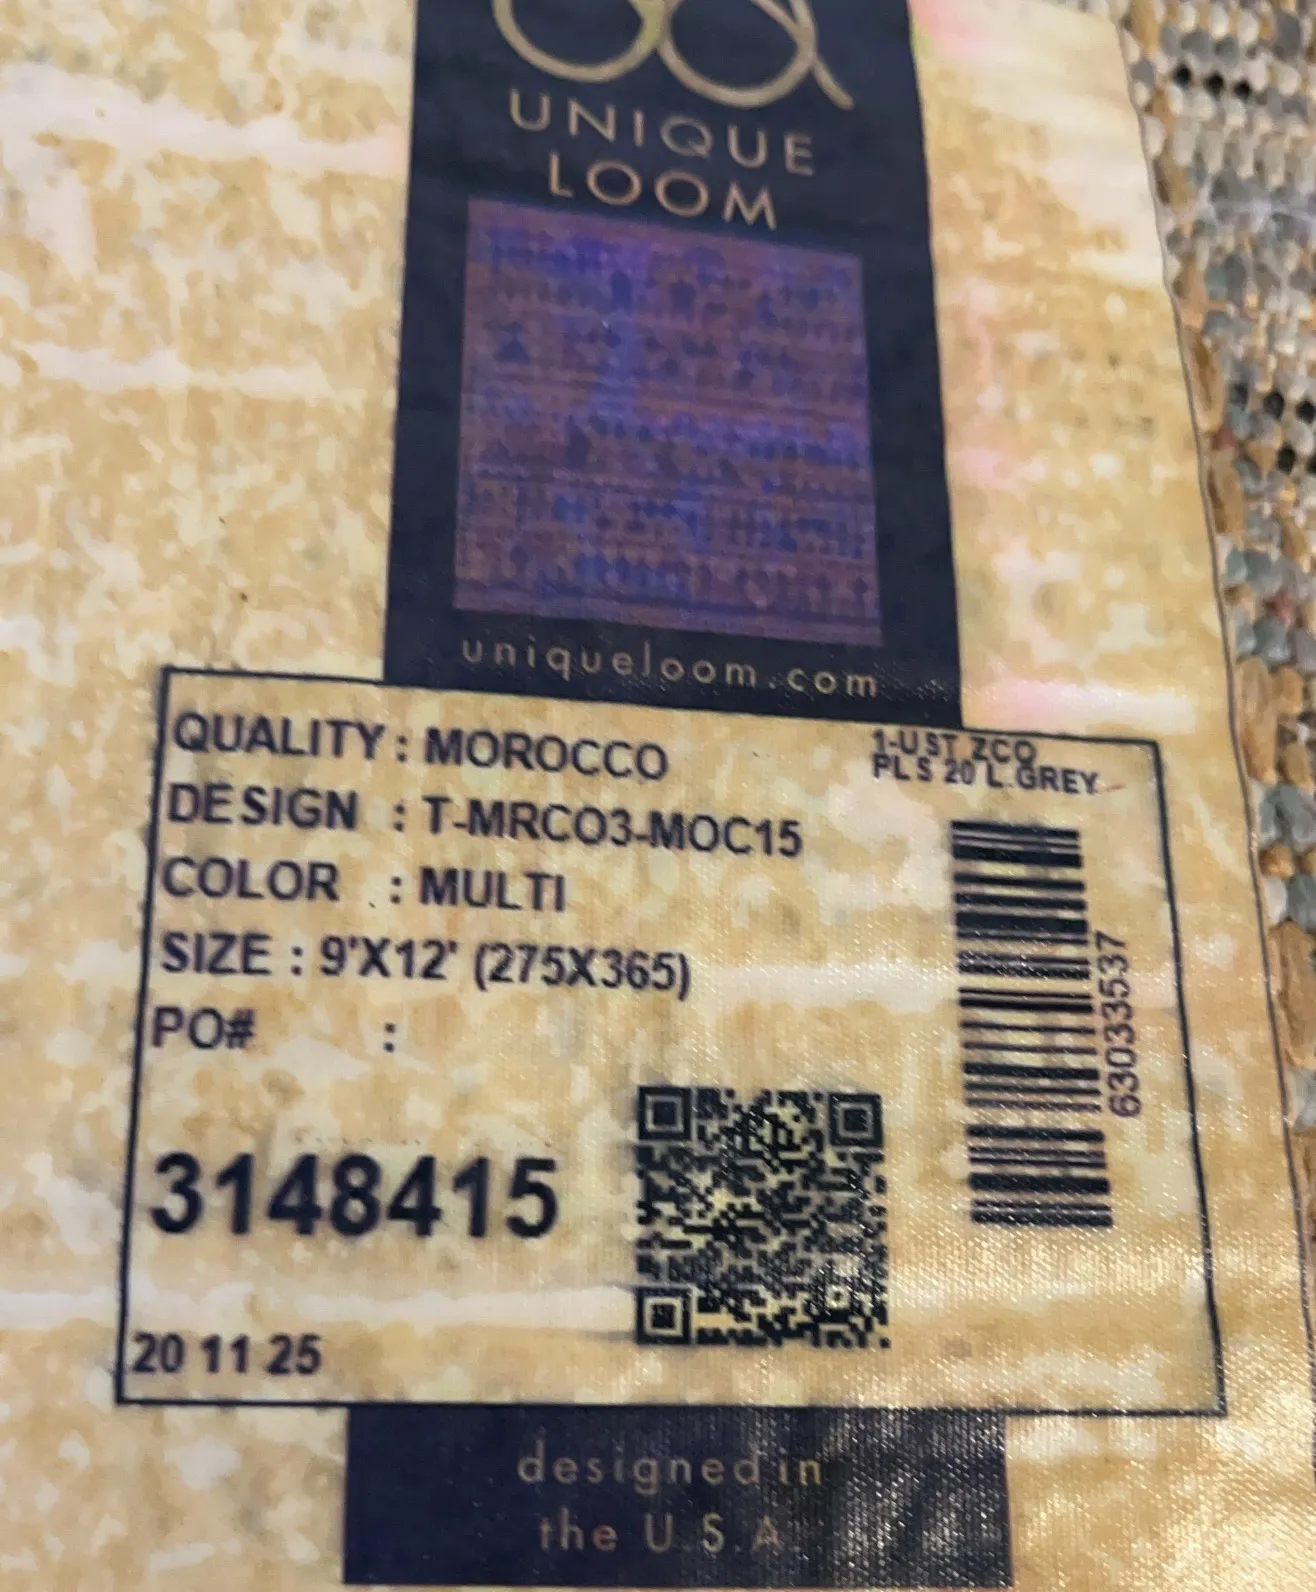 UNIQUE
LOOM
uniqueloom.com
QUALITY : MOROCCO
1-UST ZCO
PLS 20 L.GREY
DESIGN : T-MRCO3-MOC15
COLOR : MULTI
SIZE : 9'X12' (275X365)
PO# :
63033537
3148415
20 11 25
designed in
the U.S.A.